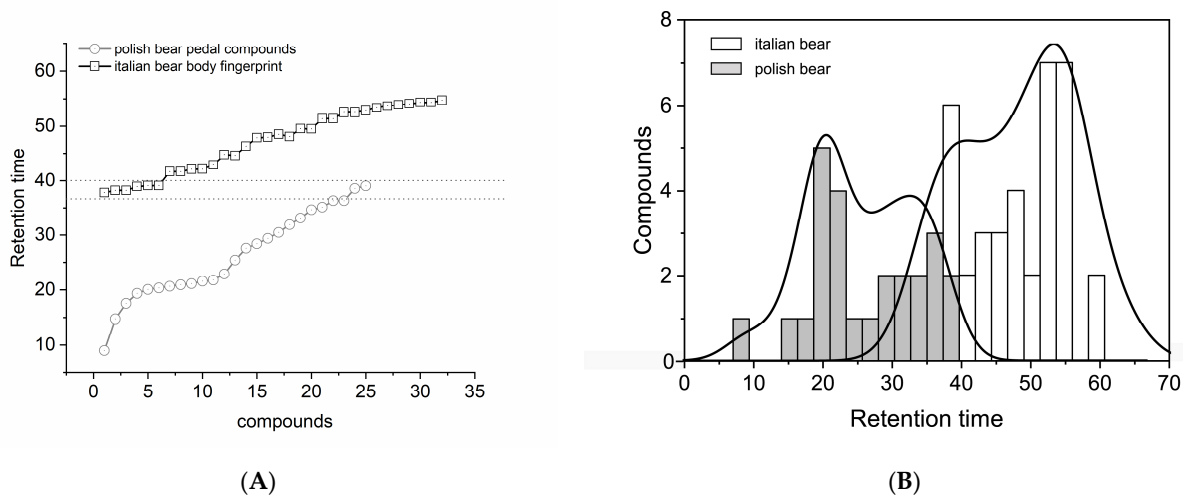 polish bear pedal compounds
italian bear body fingerprint
60
50
40
30
20
10
Retention time
0 5 10 15 20 25 30 35
compounds
(A)
B)
italian bear
polish bear
8
6
4
2
0
Compounds
0 10 20 30 40 50 60 70
Retention time
(B)